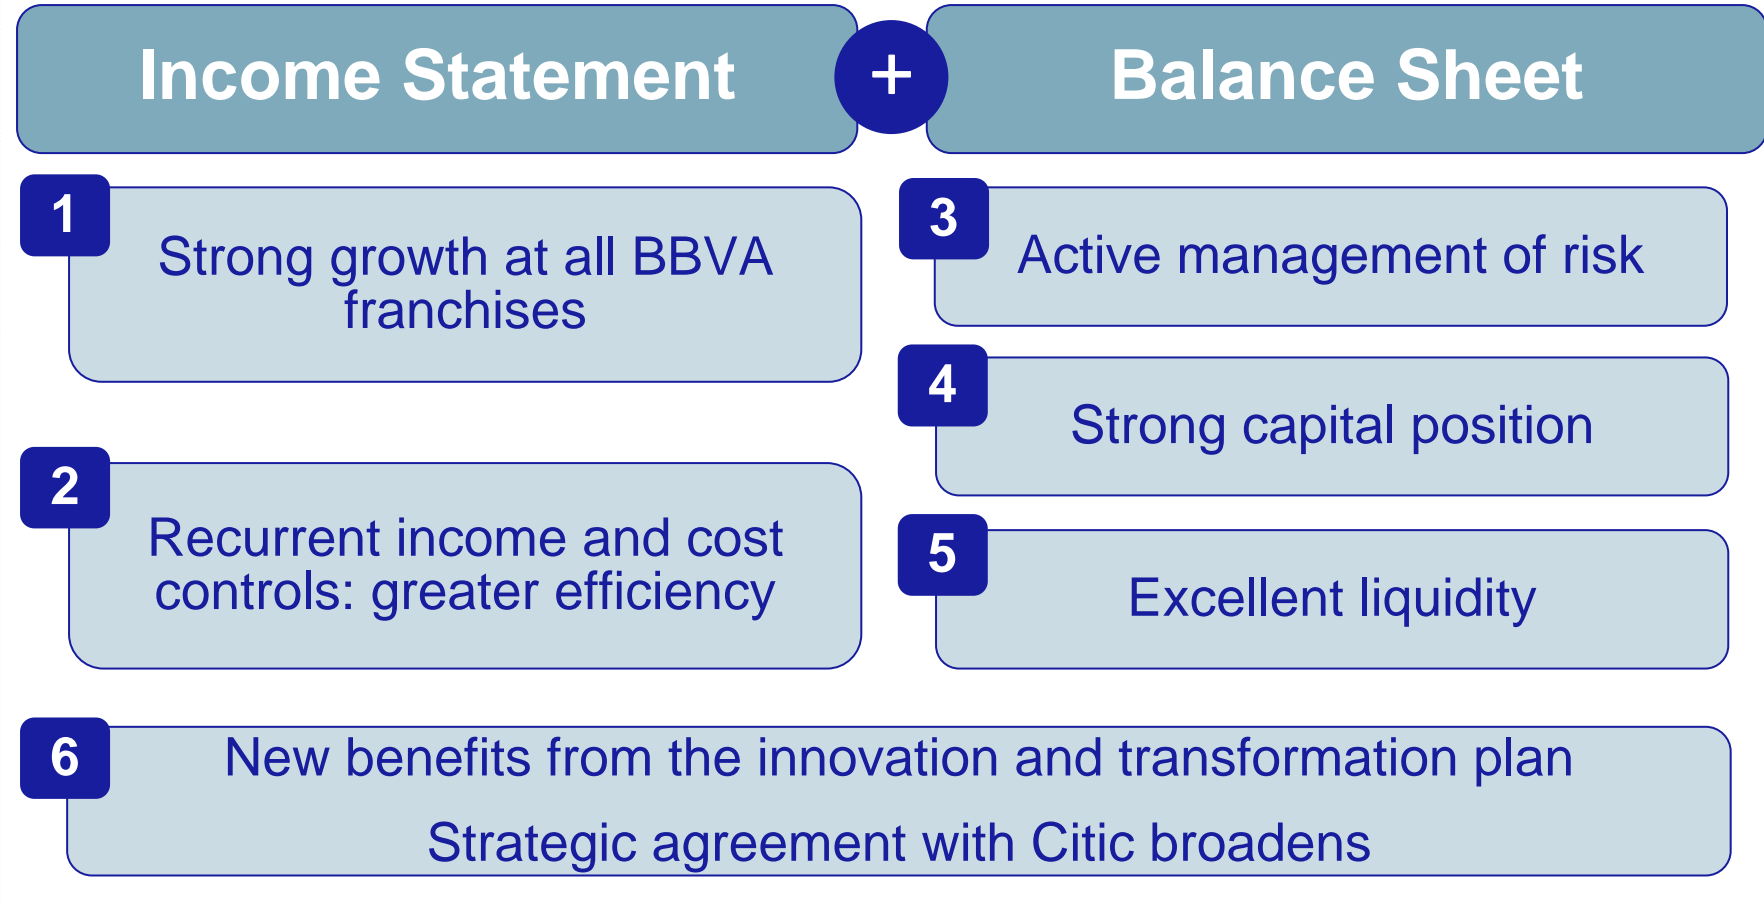 Income Statement
+
Balance Sheet
1
Strong growth at all BBVA
franchises
2
Recurrent income and cost
controls: greater efficiency
3
Active management of risk
4
Strong capital position
5
Excellent liquidity
6
New benefits from the innovation and transformation plan
Strategic agreement with Citic broadens